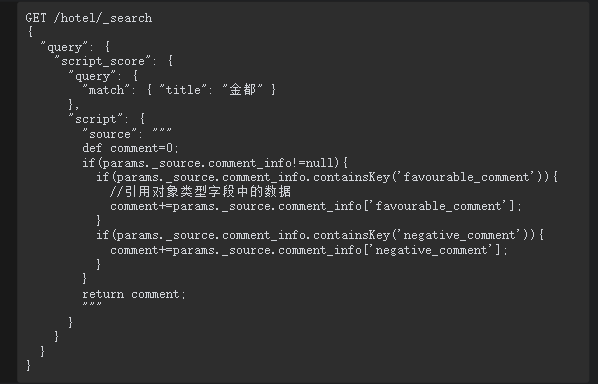 GET /hotel/_search
{
  "query": {
    "script_score": {
      "query": {
        "match": { "title": "金都" }
      },
      "script": {
        "source": """
        def comment=0;
        if(params._source.comment_info!=null){
          if(params._source.comment_info.containsKey('favourable_comment')){
            //引用对象类型字段中的数据
            comment+=params._source.comment_info['favourable_comment'];
          }
          if(params._source.comment_info.containsKey('negative_comment')){
            comment+=params._source.comment_info['negative_comment'];
          }
        }
        return comment;
        """
      }
    }
  }
}